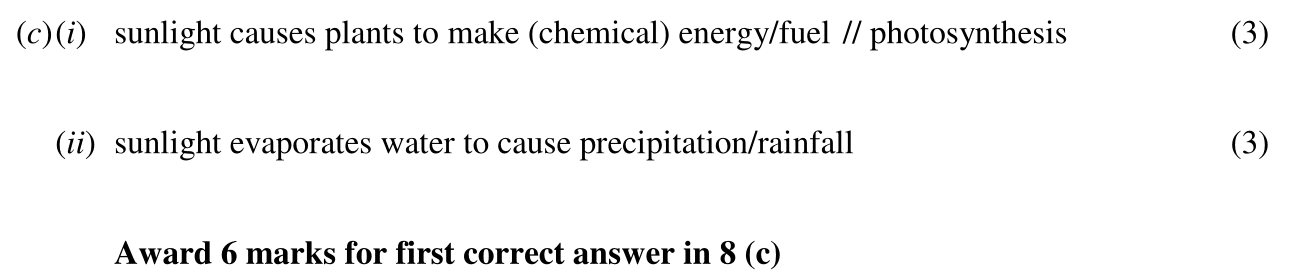 (c)(i) sunlight causes plants to make (chemical) energy/fuel // photosynthesis (3)
(ii) sunlight evaporates water to cause precipitation/rainfall (3)
Award 6 marks for first correct answer in 8 (c)